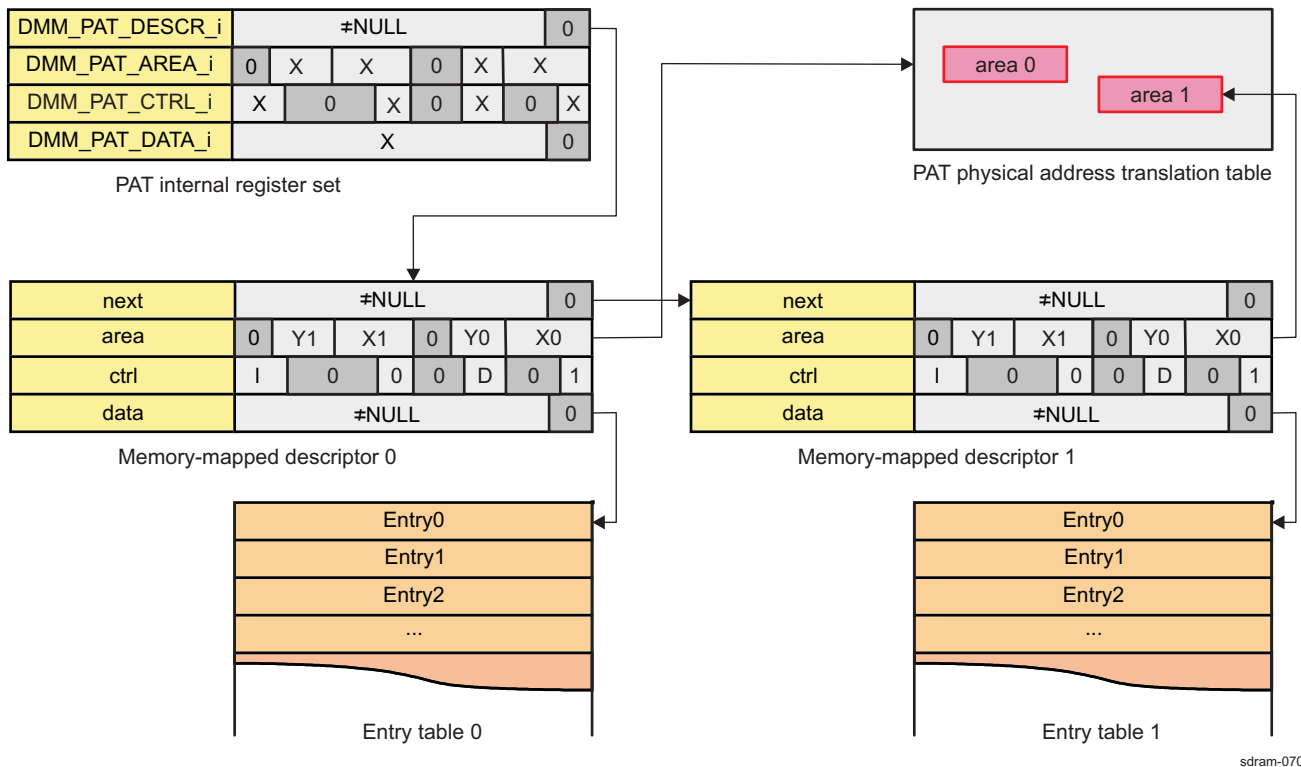 DMM_PAT_DESCR_i ≠NULL 0
DMM_PAT_AREA_i 0 X X 0 X X
DMM_PAT_CTRL_i X 0 X 0 X 0 X
DMM_PAT_DATA_i X 0
PAT internal register set
area 0
area 1
PAT physical address translation table
next ≠NULL 0
area 0 Y1 X1 0 Y0 X0
ctrl I 0 0 0 D 0 1
data ≠NULL 0
Memory-mapped descriptor 0
next ≠NULL 0
area 0 Y1 X1 0 Y0 X0
ctrl I 0 0 0 D 0 1
data ≠NULL 0
Memory-mapped descriptor 1
Entry0
Entry1
Entry2
...
Entry table 0
Entry0
Entry1
Entry2
...
Entry table 1
sdram-070